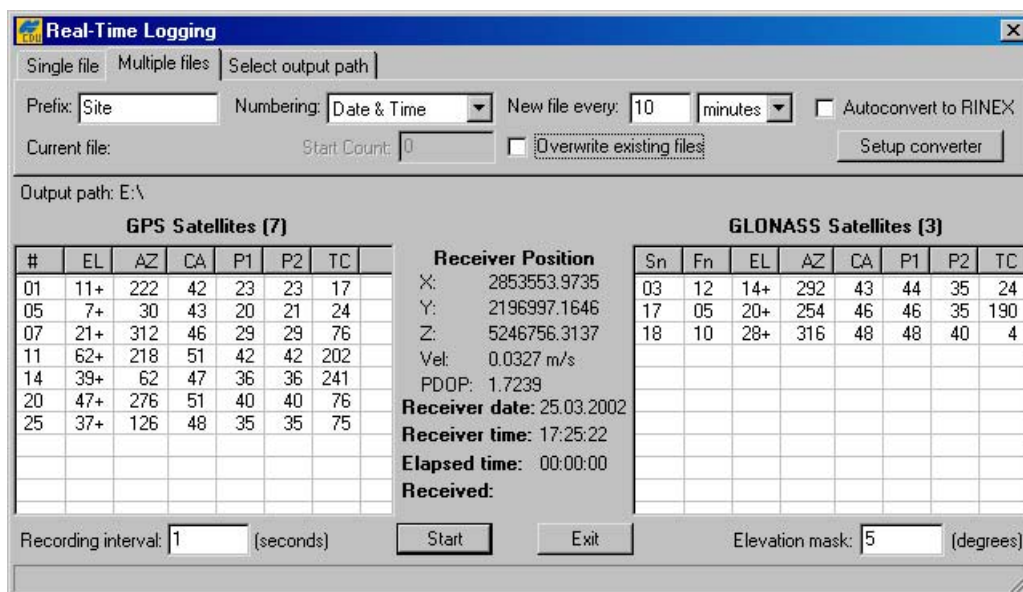 Real-Time Logging
Single file Multiple files Select output path
Prefix: Site Numbering: Date & Time New file every: 10 minutes Autoconvert to RINEX
Current file: Start Count: 0 Overwrite existing files Setup converter
Output path: E:\
GPS Satellites (7)
# EL AZ CA P1 P2 TC
01 11+ 222 42 23 23 17
05 7+ 30 43 20 21 24
07 21+ 312 46 29 29 76
11 62+ 218 51 42 42 202
14 39+ 62 47 36 36 241
20 47+ 276 51 40 40 76
25 37+ 126 48 35 35 75
Receiver Position
X: 2853553.9735
Y: 2196997.1646
Z: 5246756.3137
Vel: 0.0327 m/s
PDOP: 1.7239
Receiver date: 25.03.2002
Receiver time: 17:25:22
Elapsed time: 00:00:00
Received:
GLONASS Satellites (3)
Sn Fn EL AZ CA P1 P2 TC
03 12 14+ 292 43 44 35 24
17 05 20+ 254 46 46 35 190
18 10 28+ 316 48 48 40 4
Recording interval: 1 (seconds) Start Exit Elevation mask: 5 (degrees)